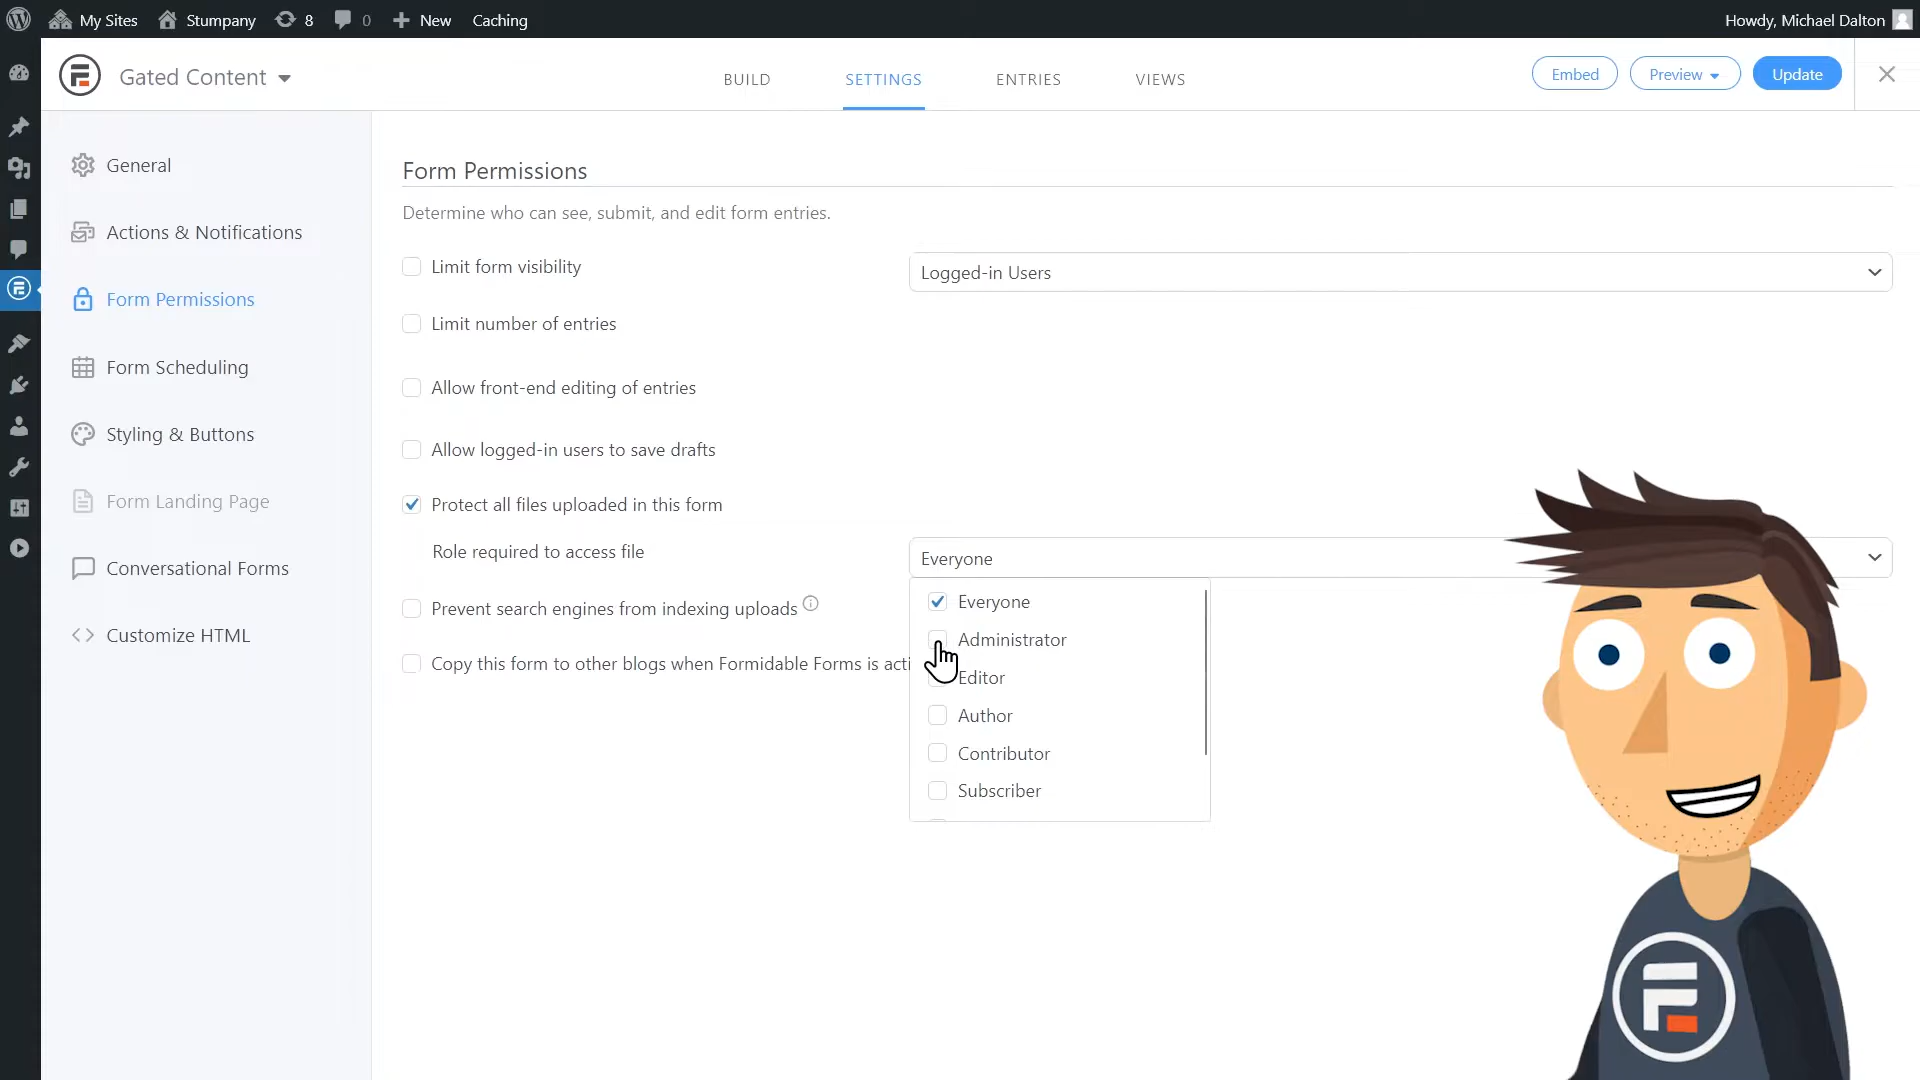 My Sites
Stumpany
8
0
New
Caching
Howdy, Michael Dalton
Gated Content
BUILD
SETTINGS
ENTRIES
VIEWS
Embed
Preview
Update
General
Actions & Notifications
Form Permissions
Form Scheduling
Styling & Buttons
Form Landing Page
Conversational Forms
Customize HTML
Form Permissions
Determine who can see, submit, and edit form entries.
Limit form visibility
Logged-in Users
Limit number of entries
Allow front-end editing of entries
Allow logged-in users to save drafts
Protect all files uploaded in this form
Role required to access file
Everyone
Everyone
Administrator
Editor
Author
Contributor
Subscriber
Prevent search engines from indexing uploads
Copy this form to other blogs when Formidable Forms is acti